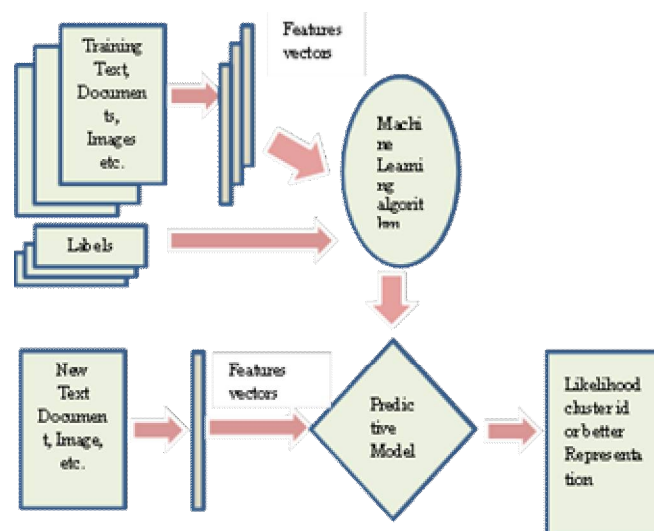 Training
Text,
Documen
ts,
Images
etc.
Features
vectors
Machi
ne
Learni
ng
algorit
hm
Labels
New
Text
Documen
t, Image,
etc.
Features
vectors
Predic
tive
Model
Likelihood
cluster id
or better
Representa
tion